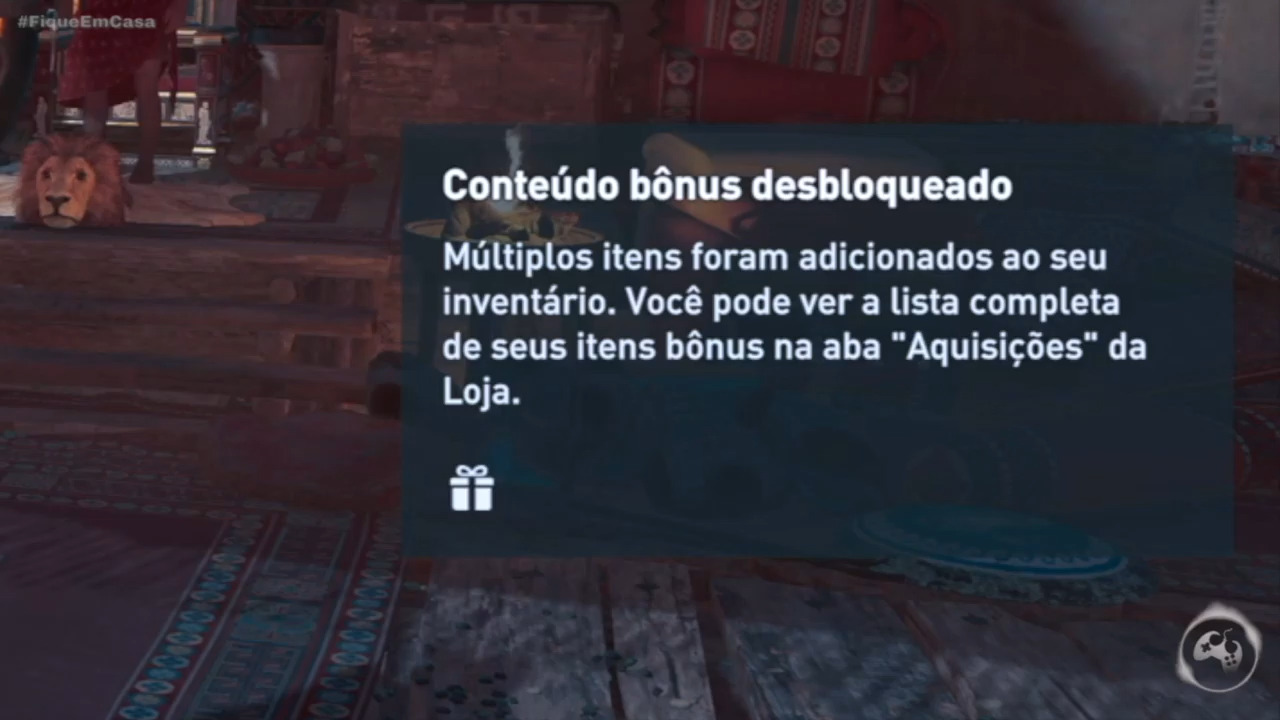 #FiqueEmCasa
Conteúdo bônus desbloqueado
Múltiplos itens foram adicionados ao seu
inventário. Você pode ver a lista completa
de seus itens bônus na aba "Aquisições" da
Loja.